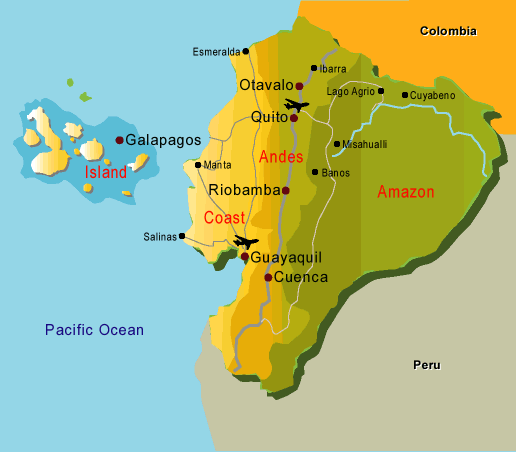 Colombia
Esmeralda
Ibarra
Otavalo
Lago Agrio
Cuyabeno
Quito
Galapagos
Misahualli
Andes
Manta
Island
Banos
Riobamba
Amazon
Coast
Salinas
Guayaquil
Cuenca
Pacific Ocean
Peru